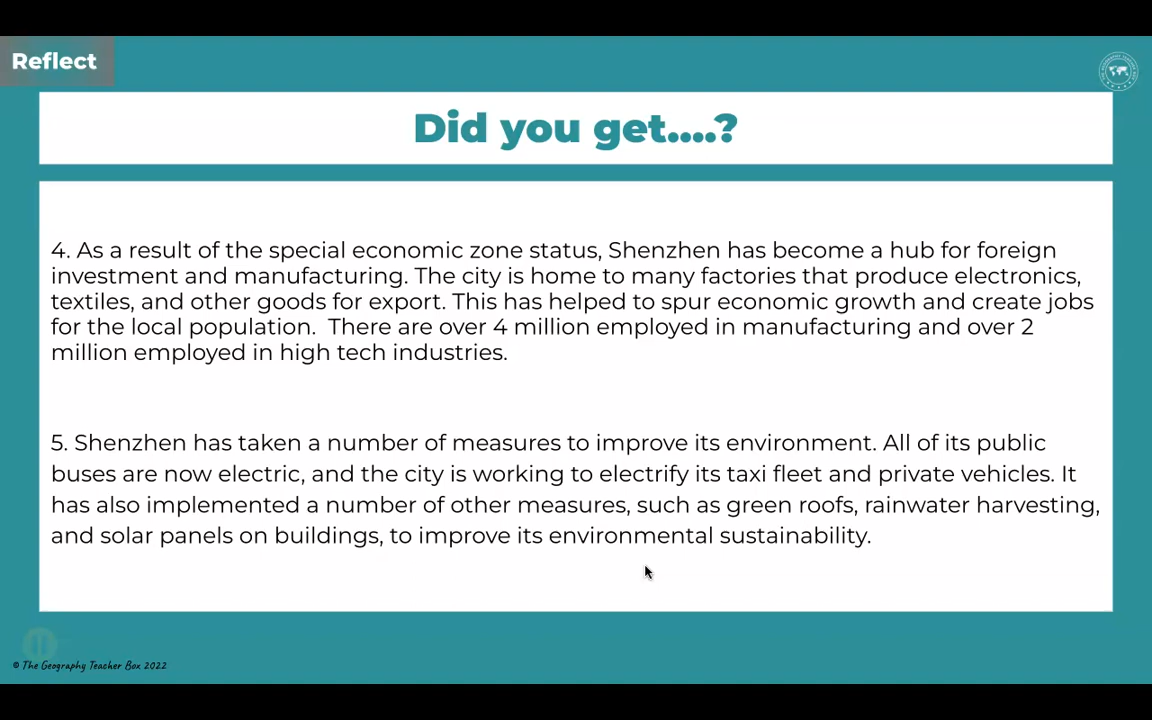 Reflect
Did you get....?
4. As a result of the special economic zone status, Shenzhen has become a hub for foreign
investment and manufacturing. The city is home to many factories that produce electronics,
textiles, and other goods for export. This has helped to spur economic growth and create jobs
for the local population.  There are over 4 million employed in manufacturing and over 2
million employed in high tech industries.
5. Shenzhen has taken a number of measures to improve its environment. All of its public
buses are now electric, and the city is working to electrify its taxi fleet and private vehicles. It
has also implemented a number of other measures, such as green roofs, rainwater harvesting,
and solar panels on buildings, to improve its environmental sustainability.
© The Geography Teacher Box 2022